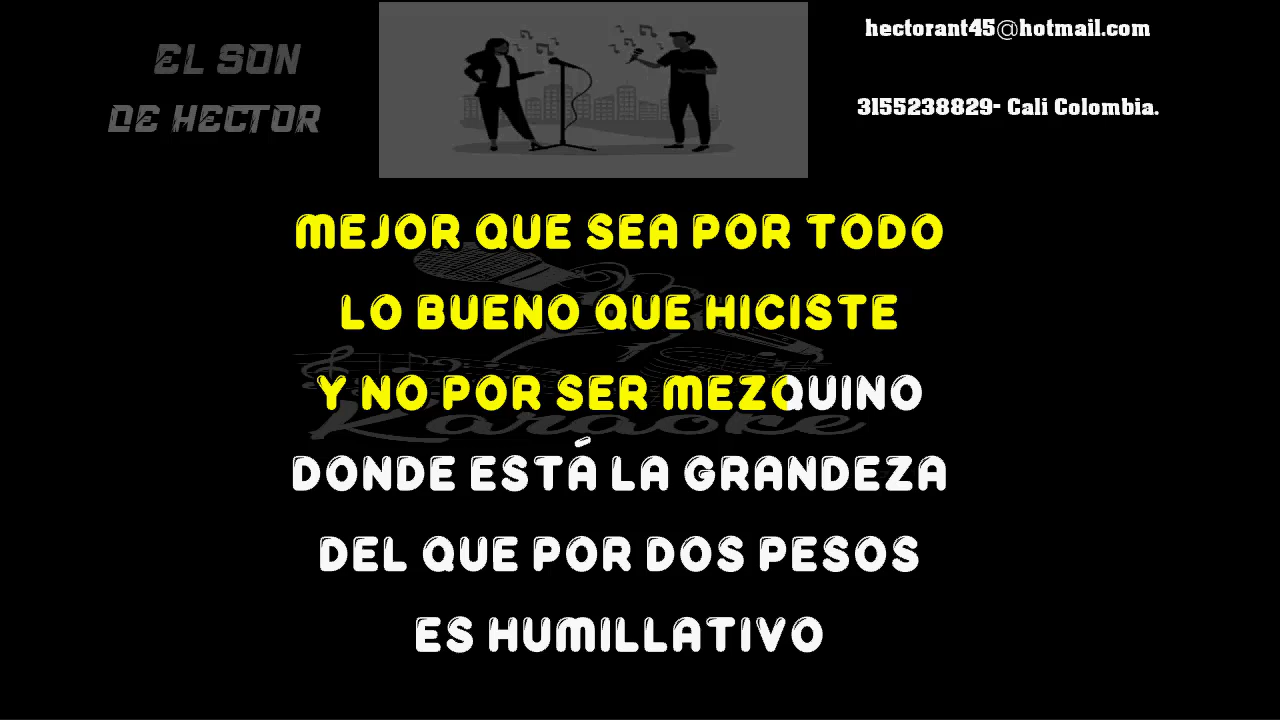 EL SON
DE HECTOR
hectorant45@hotmail.com
3155238829- Cali Colombia.
MEJOR QUE SEA POR TODO
LO BUENO QUE HICISTE
Y NO POR SER MEZQUINO
Karaoke
DONDE ESTÁ LA GRANDEZA
DEL QUE POR DOS PESOS
ES HUMILLATIVO